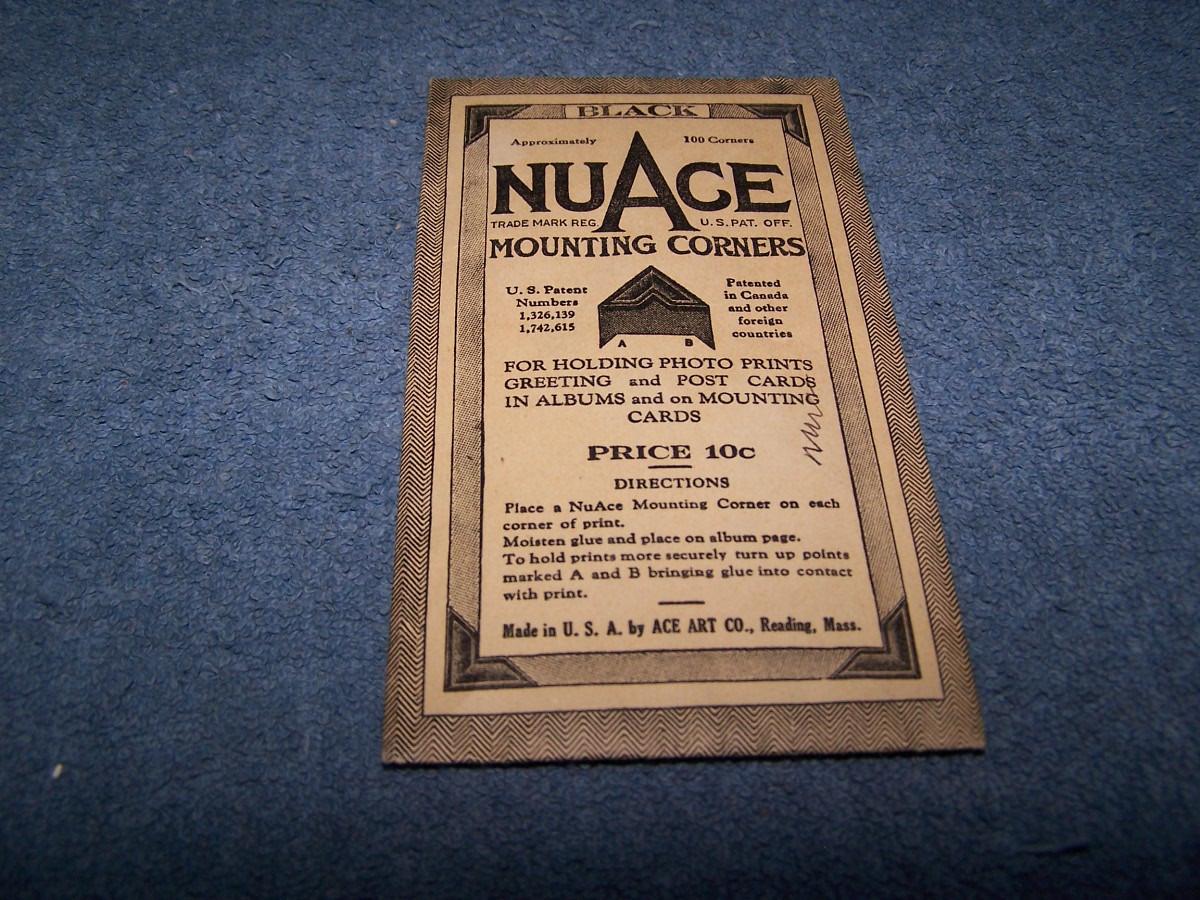 BLACK
Approximately 100 Corners
NUACE
TRADE MARK REG. U.S. PAT. OFF.
MOUNTING CORNERS
U. S. Patent
Numbers
1,326,139
1,742,615
Patented
in Canada
and other
foreign
countries
A B
FOR HOLDING PHOTO PRINTS
GREETING and POST CARDS
IN ALBUMS and on MOUNTING
CARDS
PRICE 10c
DIRECTIONS
Place a NuAce Mounting Corner on each
corner of print.
Moisten glue and place on album page.
To hold prints more securely turn up points
marked A and B bringing glue into contact
with print.
Made in U. S. A. by ACE ART CO., Reading, Mass.